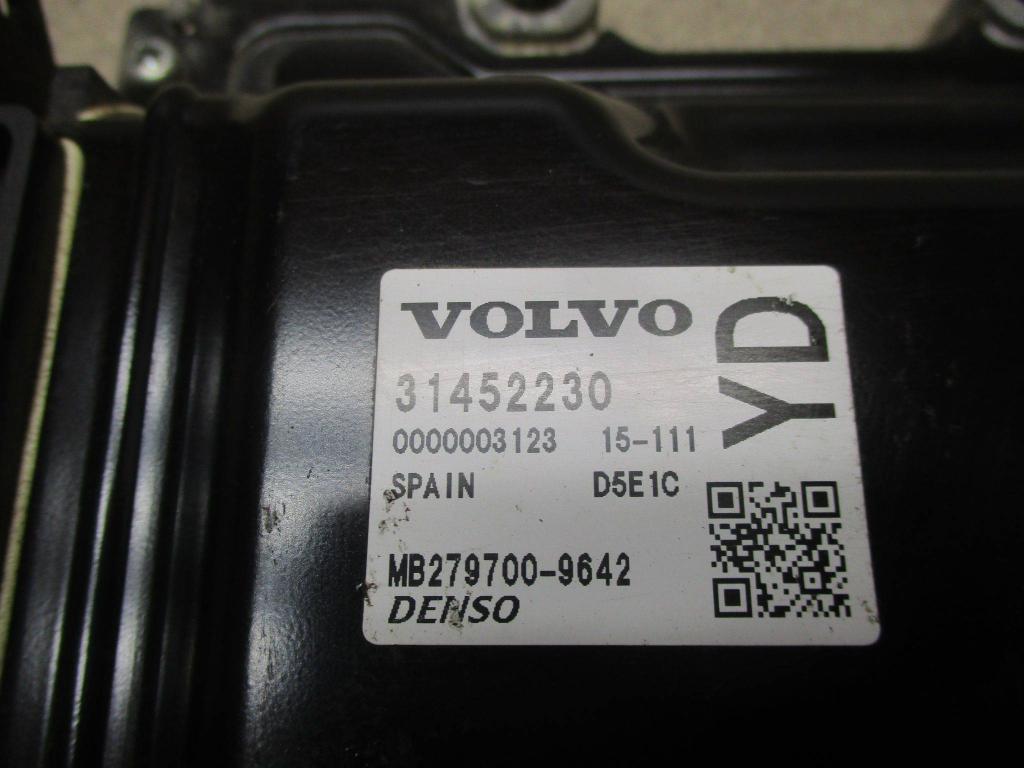 VOLVO
31452230
0000003123 15-111
SPAIN D5E1C
MB279700-9642
DENSO
YD